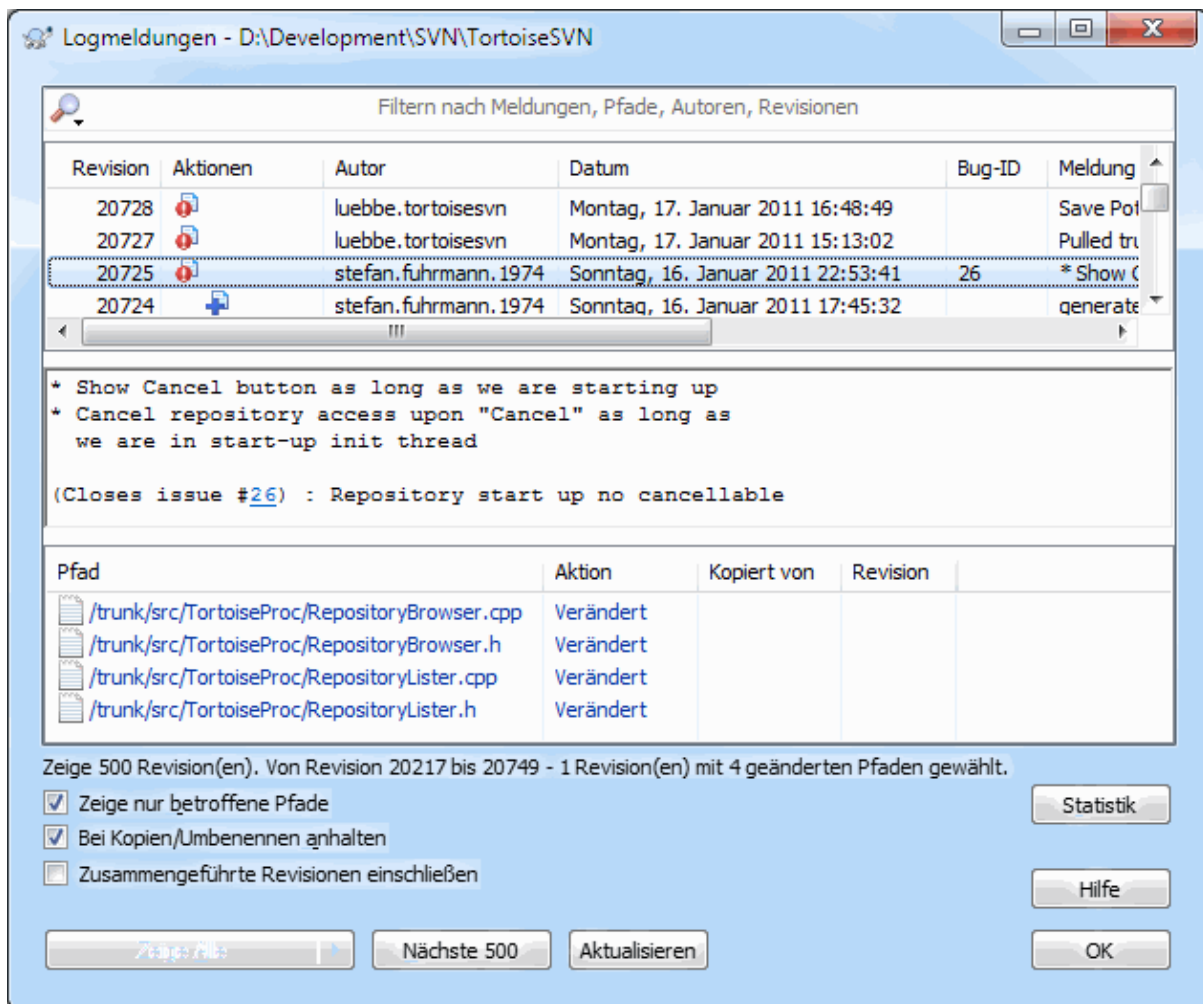 Logmeldungen - D:\Development\SVN\TortoiseSVN
Filtern nach Meldungen, Pfade, Autoren, Revisionen
Revision Aktionen Autor Datum Bug-ID Meldung
20728 luebbe.tortoisesvn Montag, 17. Januar 2011 16:48:49 Save Pot
20727 luebbe.tortoisesvn Montag, 17. Januar 2011 15:13:02 Pulled tru
20725 stefan.fuhrmann.1974 Sonntag, 16. Januar 2011 22:53:41 26 * Show C
20724 stefan.fuhrmann.1974 Sonntag, 16. Januar 2011 17:45:32 generate
* Show Cancel button as long as we are starting up
* Cancel repository access upon "Cancel" as long as
we are in start-up init thread
(Closes issue #26) : Repository start up no cancellable
Pfad Aktion Kopiert von Revision
/trunk/src/TortoiseProc/RepositoryBrowser.cpp Verändert
/trunk/src/TortoiseProc/RepositoryBrowser.h Verändert
/trunk/src/TortoiseProc/RepositoryLister.cpp Verändert
/trunk/src/TortoiseProc/RepositoryLister.h Verändert
Zeige 500 Revision(en). Von Revision 20217 bis 20749 - 1 Revision(en) mit 4 geänderten Pfaden gewählt.
Zeige nur betroffene Pfade
Statistik
Bei Kopien/Umbenennen anhalten
Zusammengeführte Revisionen einschließen
Hilfe
Nächste 500 Aktualisieren OK